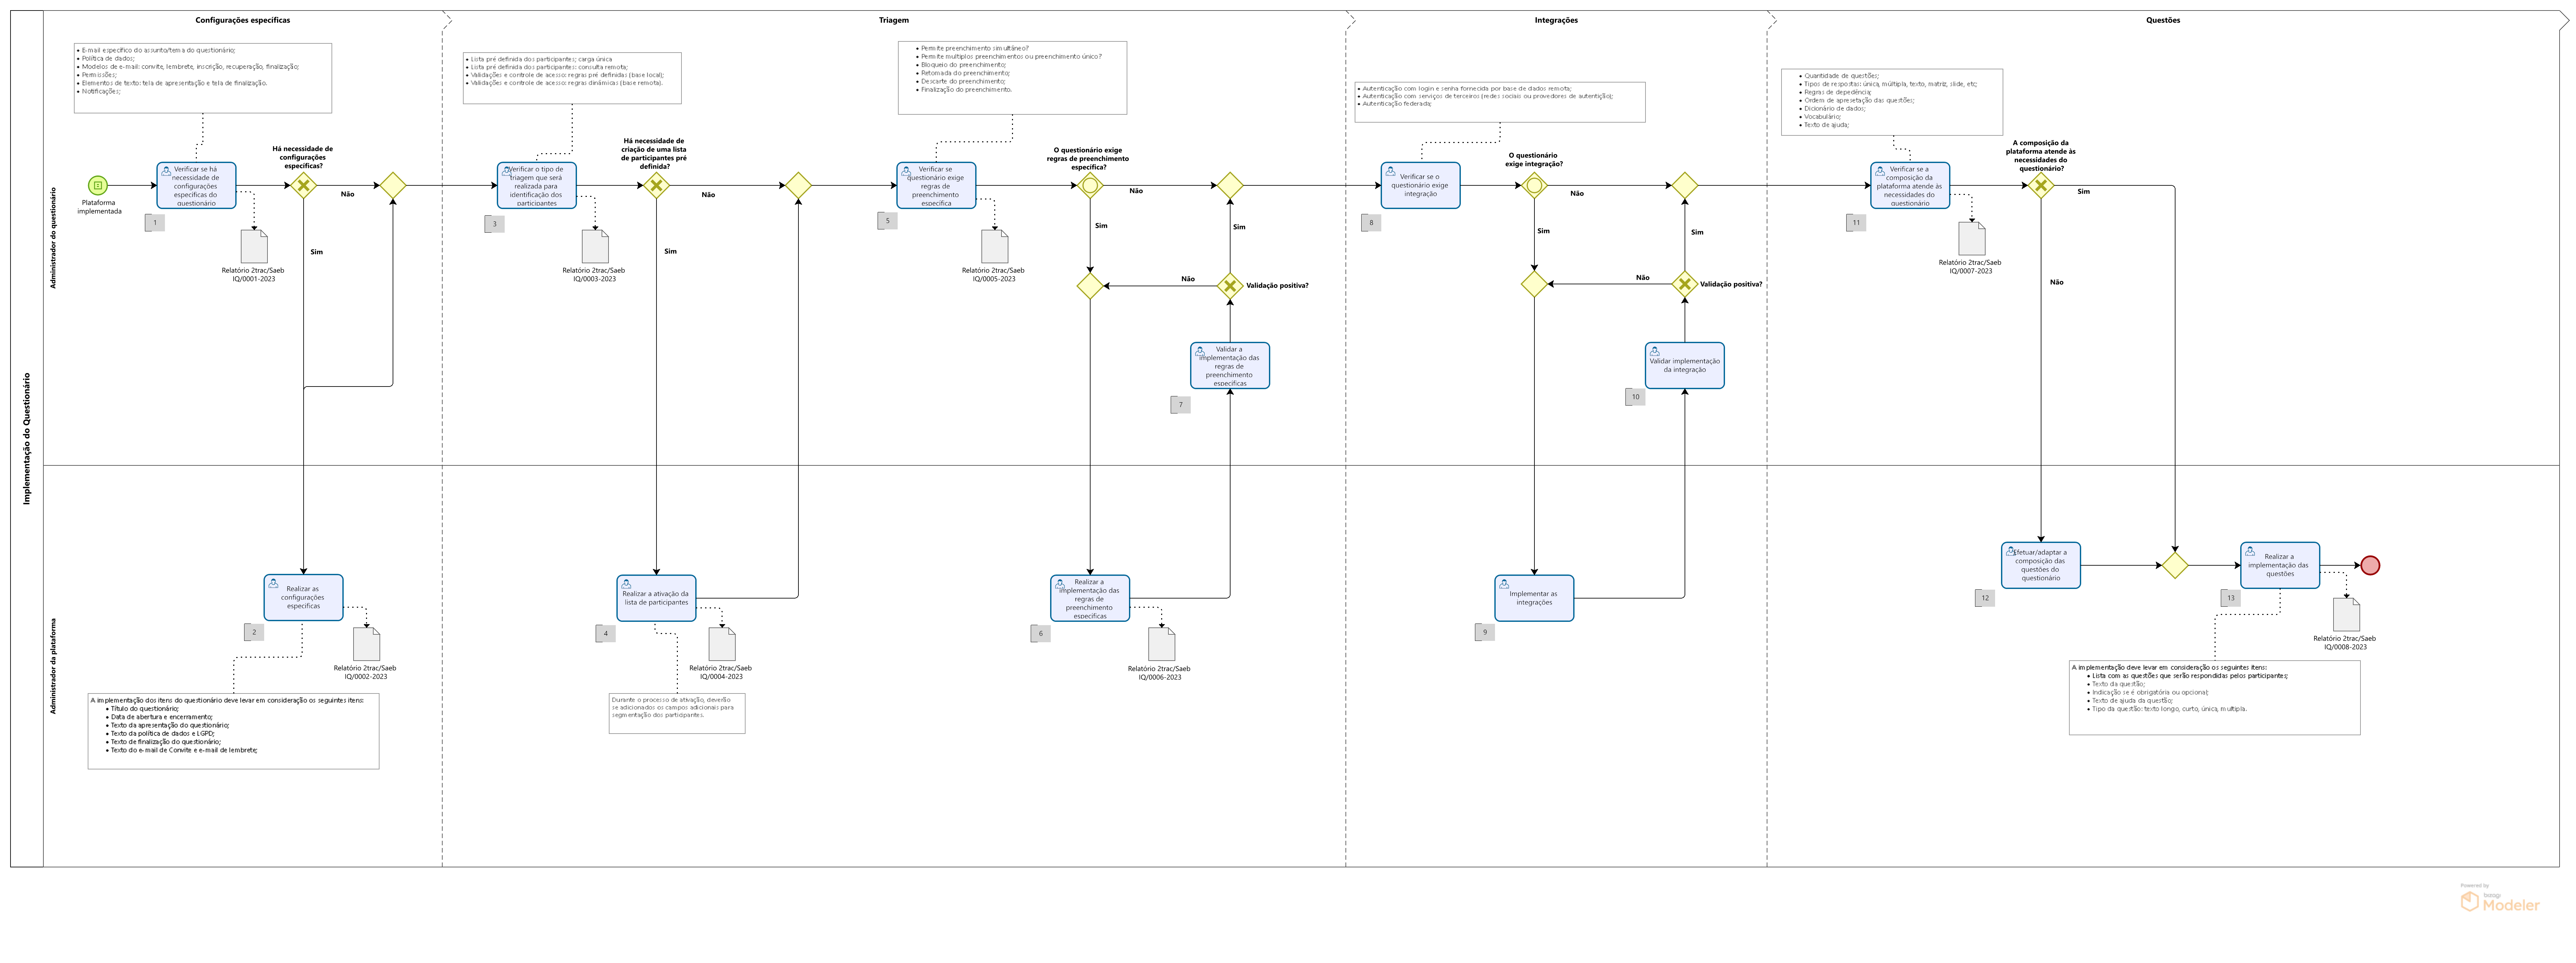 Configurações específicas
Triagem
Integrações
Questões
Implementação do Questionário
Administrador do questionário
• E-mail específico do assunto/tema do questionário;
• Política de dados;
• Modelos de e-mail: convite, lembrete, inscrição, recuperação, finalização;
• Permissões;
• Elementos de texto: tela de apresentação e tela de finalização.
• Notificações;
Plataforma
implementada
Verificar se há
necessidade de
configurações
específicas do
questionário
1
Há necessidade de
configurações
específicas?
Não
Sim
Relatório 2trac/Saeb
IQ/0001-2023
• Lista pré definida dos participantes: carga única
• Lista pré definida dos participantes: consulta remota;
• Validações e controle de acesso: regras pré definidas (base local);
• Validações e controle de acesso: regras dinâmicas (base remota).
Verificar o tipo de
triagem que será
realizada para
identificação dos
participantes
3
Há necessidade de
criação de uma lista
de participantes pré
definida?
Não
Sim
Relatório 2trac/Saeb
IQ/0003-2023
• Permite preenchimento simultâneo?
• Permite múltiplos preenchimentos ou preenchimento único?
• Bloqueio do preenchimento;
• Retomada do preenchimento;
• Descarte do preenchimento;
• Finalização do preenchimento.
Verificar se
questionário exige
regras de
preenchimento
específica
5
O questionário exige
regras de preenchimento
específica?
Não
Sim
Sim
Relatório 2trac/Saeb
IQ/0005-2023
Não
Validação positiva?
Validar a
implementação das
regras de
preenchimento
específicas
7
• Autenticação com login e senha fornecida por base de dados remota;
• Autenticação com serviços de terceiros (redes sociais ou provedores de autentição);
• Autenticação federada;
Verificar se o
questionário exige
integração
8
O questionário
exige integração?
Não
Sim
Sim
Não
Validação positiva?
Validar implementação
da integração
10
• Quantidade de questões;
• Tipos de respostas: única, múltipla, texto, matriz, slide, etc;
• Regras de depedência;
• Ordem de apresetação das questões;
• Dicionário de dados;
• Vocabulário;
• Texto de ajuda;
Verificar se a
composição da
plataforma atende às
necessidades do
questionário
11
A composição da
plataforma atende às
necessidades do
questionário?
Sim
Não
Relatório 2trac/Saeb
IQ/0007-2023
Administrador da plataforma
Realizar as
configurações
específicas
2
Relatório 2trac/Saeb
IQ/0002-2023
A implementação dos itens do questionário deve levar em consideração os seguintes itens:
• Título do questionário;
• Data de abertura e encerramento;
• Texto da apresentação do questionário;
• Texto da política de dados e LGPD;
• Texto de finalização do questionário;
• Texto do e-mail de Convite e e-mail de lembrete;
Realizar a ativação da
lista de participantes
4
Relatório 2trac/Saeb
IQ/0004-2023
Durante o processo de ativação, deverão
se adicionados os campos adicionais para
segmentação dos participantes.
Realizar a
implementação das
regras de
preenchimento
específicas
6
Relatório 2trac/Saeb
IQ/0006-2023
Implementar as
integrações
9
Efetuar/adaptar a
composição das
questões do
questionário
12
Realizar a
implementação das
questões
13
Relatório 2trac/Saeb
IQ/0008-2023
A implementação deve levar em consideração os seguintes itens:
• Lista com as questões que serão respondidas pelos participantes;
• Texto da questão;
• Indicação se é obrigatória ou opcional;
• Texto de ajuda da questão;
• Tipo da questão: texto longo, curto, única, multipla.
Powered by
bizagi
Modeler